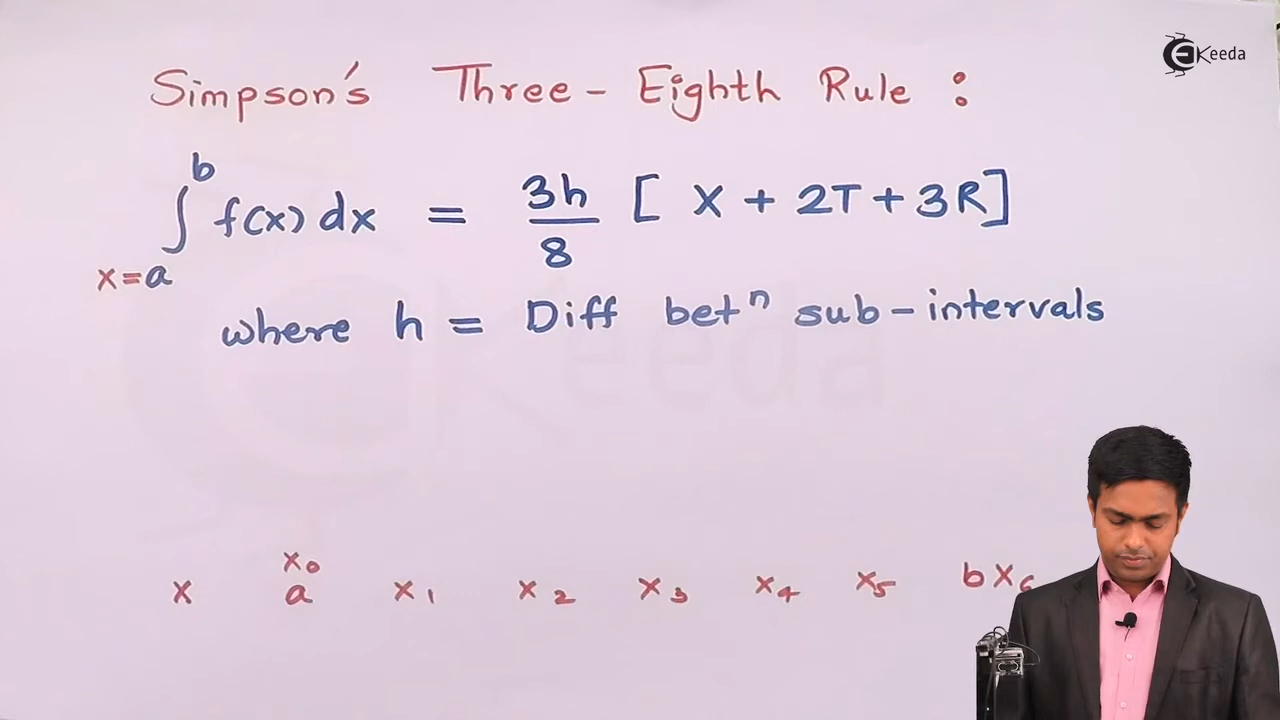 EKeeda
Simpson's Three-Eighth Rule :
∫ b f(x) dx = 3h/8 [ X + 2T + 3R ]
x=a
where h = Diff betⁿ sub-intervals
x₀
x a x₁ x₂ x₃ x₄ x₅ b x₆